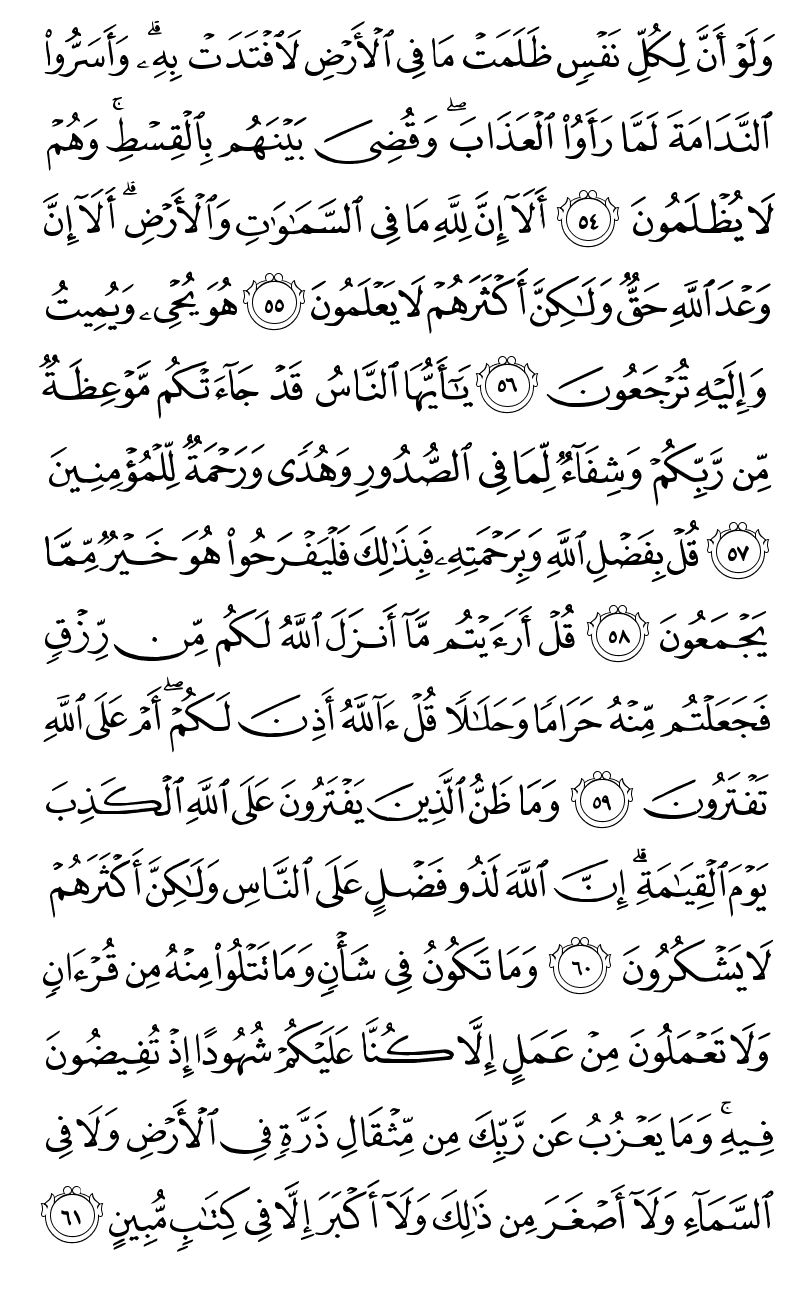 وَلَوۡ أَنَّ لِكُلِّ نَفۡسٖ ظَلَمَتۡ مَا فِي ٱلۡأَرۡضِ لَٱفۡتَدَتۡ بِهِۦۗ وَأَسَرُّواْ
ٱلنَّدَامَةَ لَمَّا رَأَوُاْ ٱلۡعَذَابَۖ وَقُضِيَ بَيۡنَهُم بِٱلۡقِسۡطِۚ وَهُمۡ
لَا يُظۡلَمُونَ ٥٤ أَلَآ إِنَّ لِلَّهِ مَا فِي ٱلسَّمَٰوَٰتِ وَٱلۡأَرۡضِۗ أَلَآ إِنَّ
وَعۡدَ ٱللَّهِ حَقّٞ وَلَٰكِنَّ أَكۡثَرَهُمۡ لَا يَعۡلَمُونَ ٥٥ هُوَ يُحۡيِۦ وَيُمِيتُ
وَإِلَيۡهِ تُرۡجَعُونَ ٥٦ يَٰٓأَيُّهَا ٱلنَّاسُ قَدۡ جَآءَتۡكُم مَّوۡعِظَةٞ
مِّن رَّبِّكُمۡ وَشِفَآءٞ لِّمَا فِي ٱلصُّدُورِ وَهُدٗى وَرَحۡمَةٞ لِّلۡمُؤۡمِنِينَ
٥٧ قُلۡ بِفَضۡلِ ٱللَّهِ وَبِرَحۡمَتِهِۦ فَبِذَٰلِكَ فَلۡيَفۡرَحُواْ هُوَ خَيۡرٞ مِّمَّا
يَجۡمَعُونَ ٥٨ قُلۡ أَرَءَيۡتُم مَّآ أَنزَلَ ٱللَّهُ لَكُم مِّن رِّزۡقٖ
فَجَعَلۡتُم مِّنۡهُ حَرَامٗا وَحَلَٰلٗا قُلۡ ءَآللَّهُ أَذِنَ لَكُمۡۖ أَمۡ عَلَى ٱللَّهِ
تَفۡتَرُونَ ٥٩ وَمَا ظَنُّ ٱلَّذِينَ يَفۡتَرُونَ عَلَى ٱللَّهِ ٱلۡكَذِبَ
يَوۡمَ ٱلۡقِيَٰمَةِۗ إِنَّ ٱللَّهَ لَذُو فَضۡلٍ عَلَى ٱلنَّاسِ وَلَٰكِنَّ أَكۡثَرَهُمۡ
لَا يَشۡكُرُونَ ٦٠ وَمَا تَكُونُ فِي شَأۡنٖ وَمَا تَتۡلُواْ مِنۡهُ مِن قُرۡءَانٖ
وَلَا تَعۡمَلُونَ مِنۡ عَمَلٍ إِلَّا كُنَّا عَلَيۡكُمۡ شُهُودًا إِذۡ تُفِيضُونَ
فِيهِۚ وَمَا يَعۡزُبُ عَن رَّبِّكَ مِن مِّثۡقَالِ ذَرَّةٖ فِي ٱلۡأَرۡضِ وَلَا فِي
ٱلسَّمَآءِ وَلَآ أَصۡغَرَ مِن ذَٰلِكَ وَلَآ أَكۡبَرَ إِلَّا فِي كِتَٰبٖ مُّبِينٍ ٦١